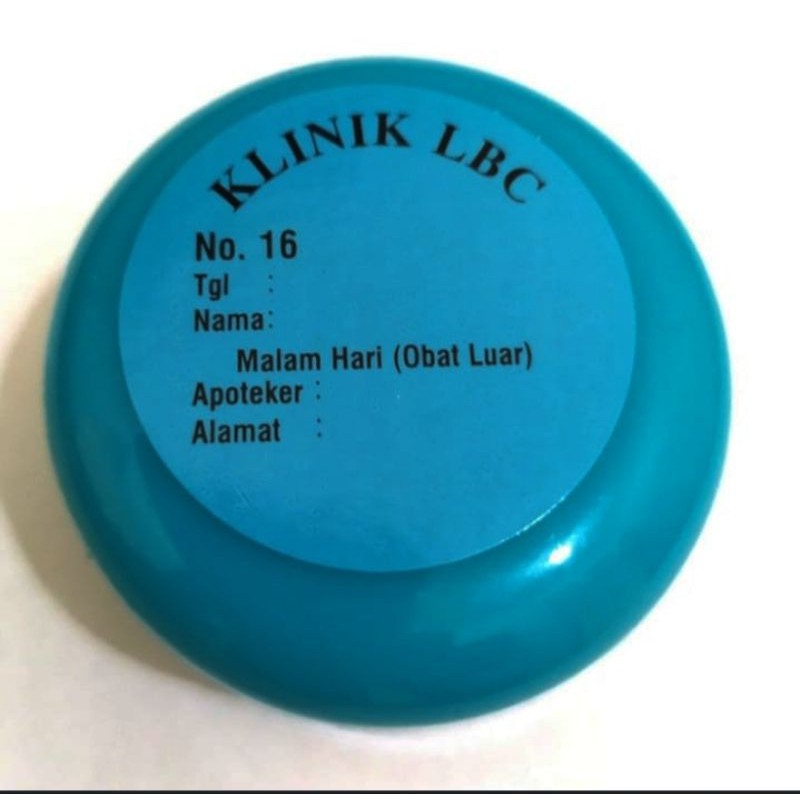 KLINIK LBC
No. 16
Tgl :
Nama:
Malam Hari (Obat Luar)
Apoteker :
Alamat :